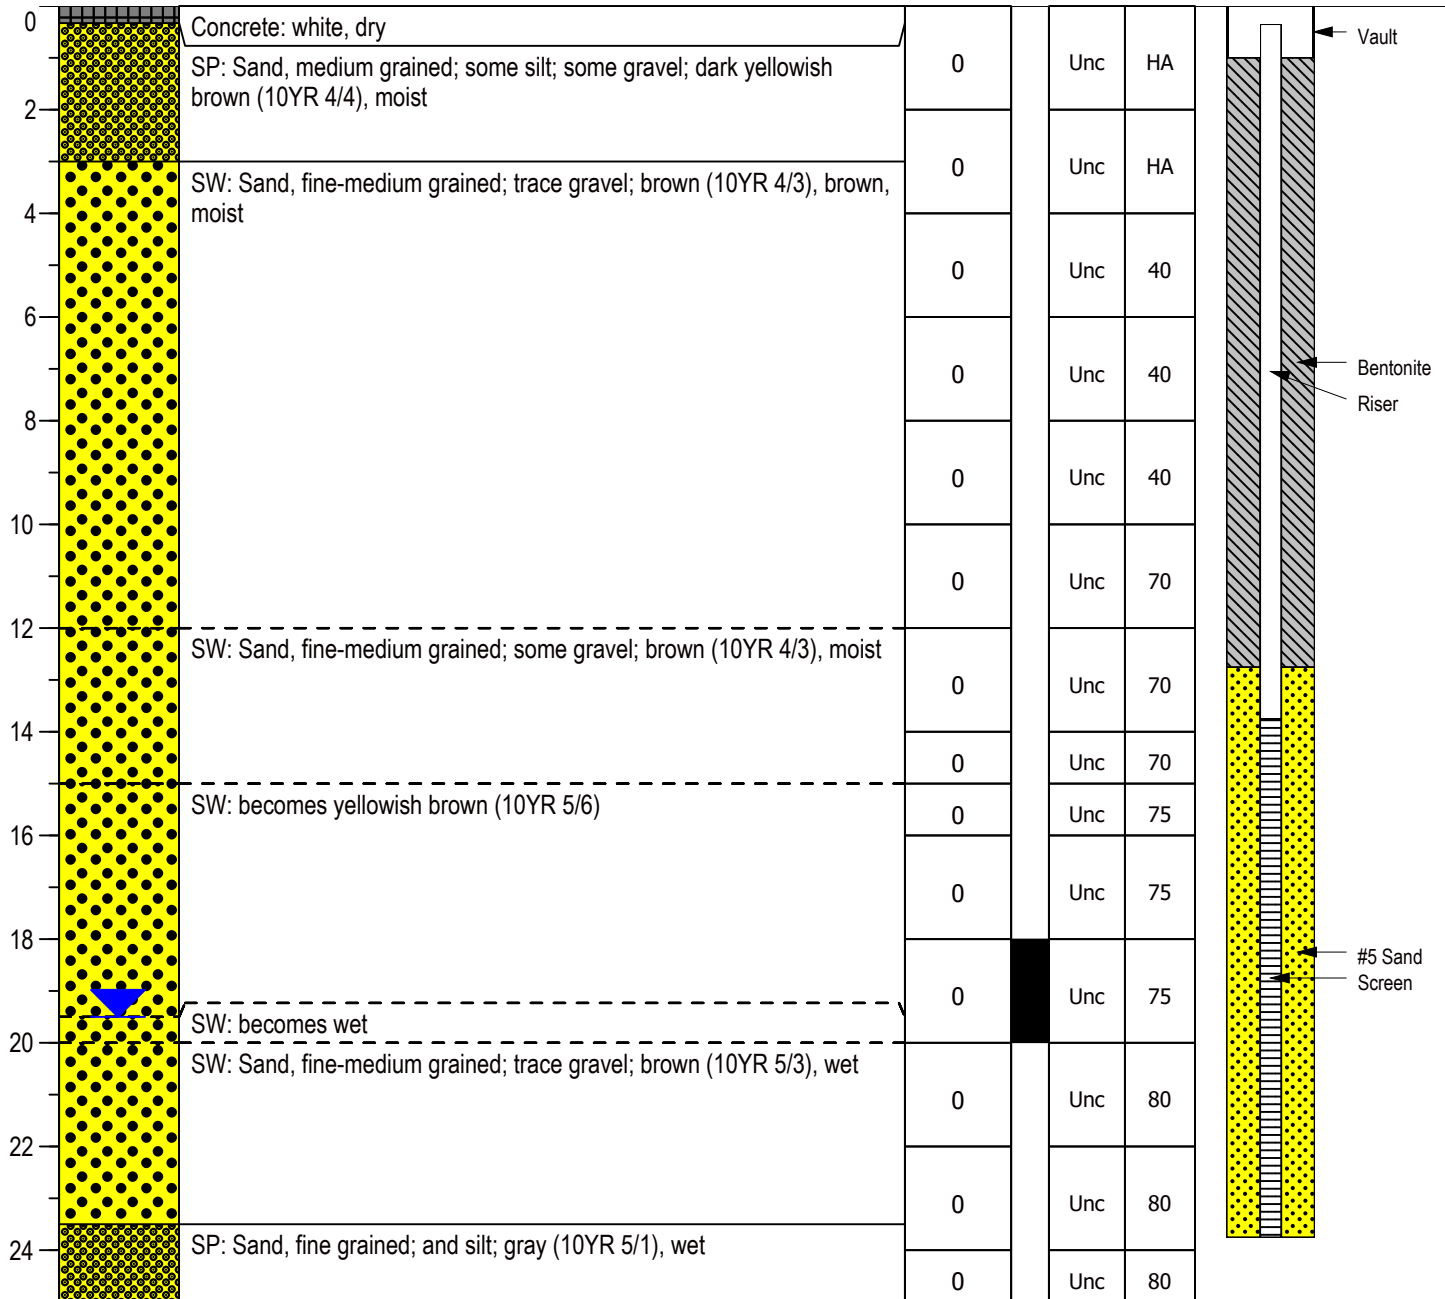 0
Concrete: white, dry
SP: Sand, medium grained; some silt; some gravel; dark yellowish
brown (10YR 4/4), moist
0 Unc HA
Vault
2
SW: Sand, fine-medium grained; trace gravel; brown (10YR 4/3), brown,
moist
0 Unc HA
4
0 Unc 40
6
0 Unc 40
Bentonite
Riser
8
0 Unc 40
10
0 Unc 70
12
SW: Sand, fine-medium grained; some gravel; brown (10YR 4/3), moist
0 Unc 70
14
0 Unc 70
SW: becomes yellowish brown (10YR 5/6)
0 Unc 75
16
0 Unc 75
18
#5 Sand
Screen
0 Unc 75
SW: becomes wet
20
SW: Sand, fine-medium grained; trace gravel; brown (10YR 5/3), wet
0 Unc 80
22
0 Unc 80
24
SP: Sand, fine grained; and silt; gray (10YR 5/1), wet
0 Unc 80